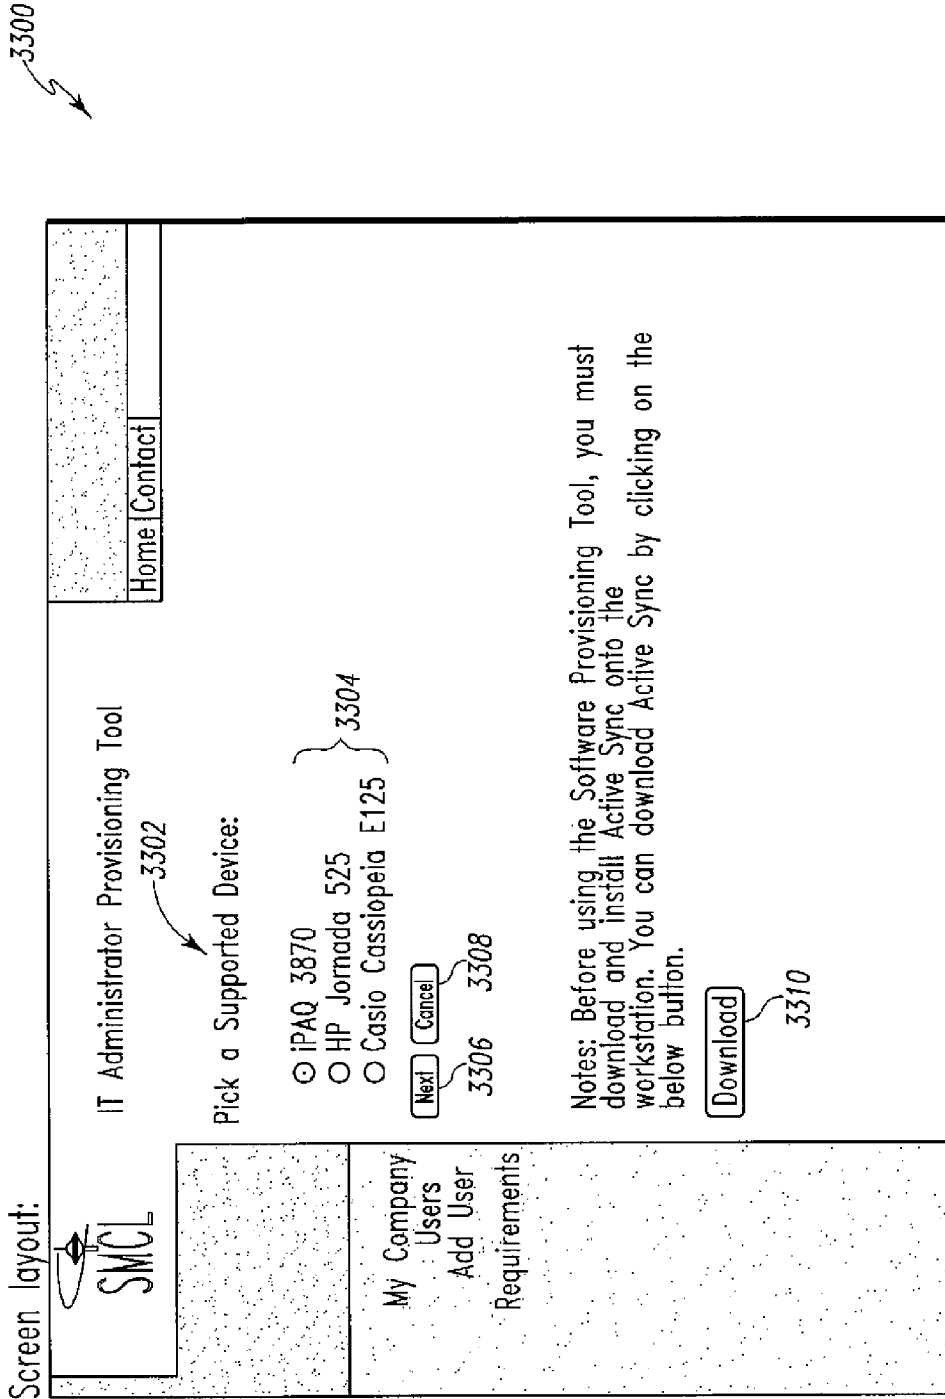 3300
Screen layout:
SMCL
IT Administrator Provisioning Tool
Home
Contact
3302
Pick a Supported Device:
iPAQ 3870
HP Jornada 525
Casio Cassiopeia E125
3304
Next
Cancel
3306
3308
My Company
Users
Add User
Requirements
Notes: Before using the Software Provisioning Tool, you must
download and install Active Sync onto the
workstation. You can download Active Sync by clicking on the
below button.
Download
3310